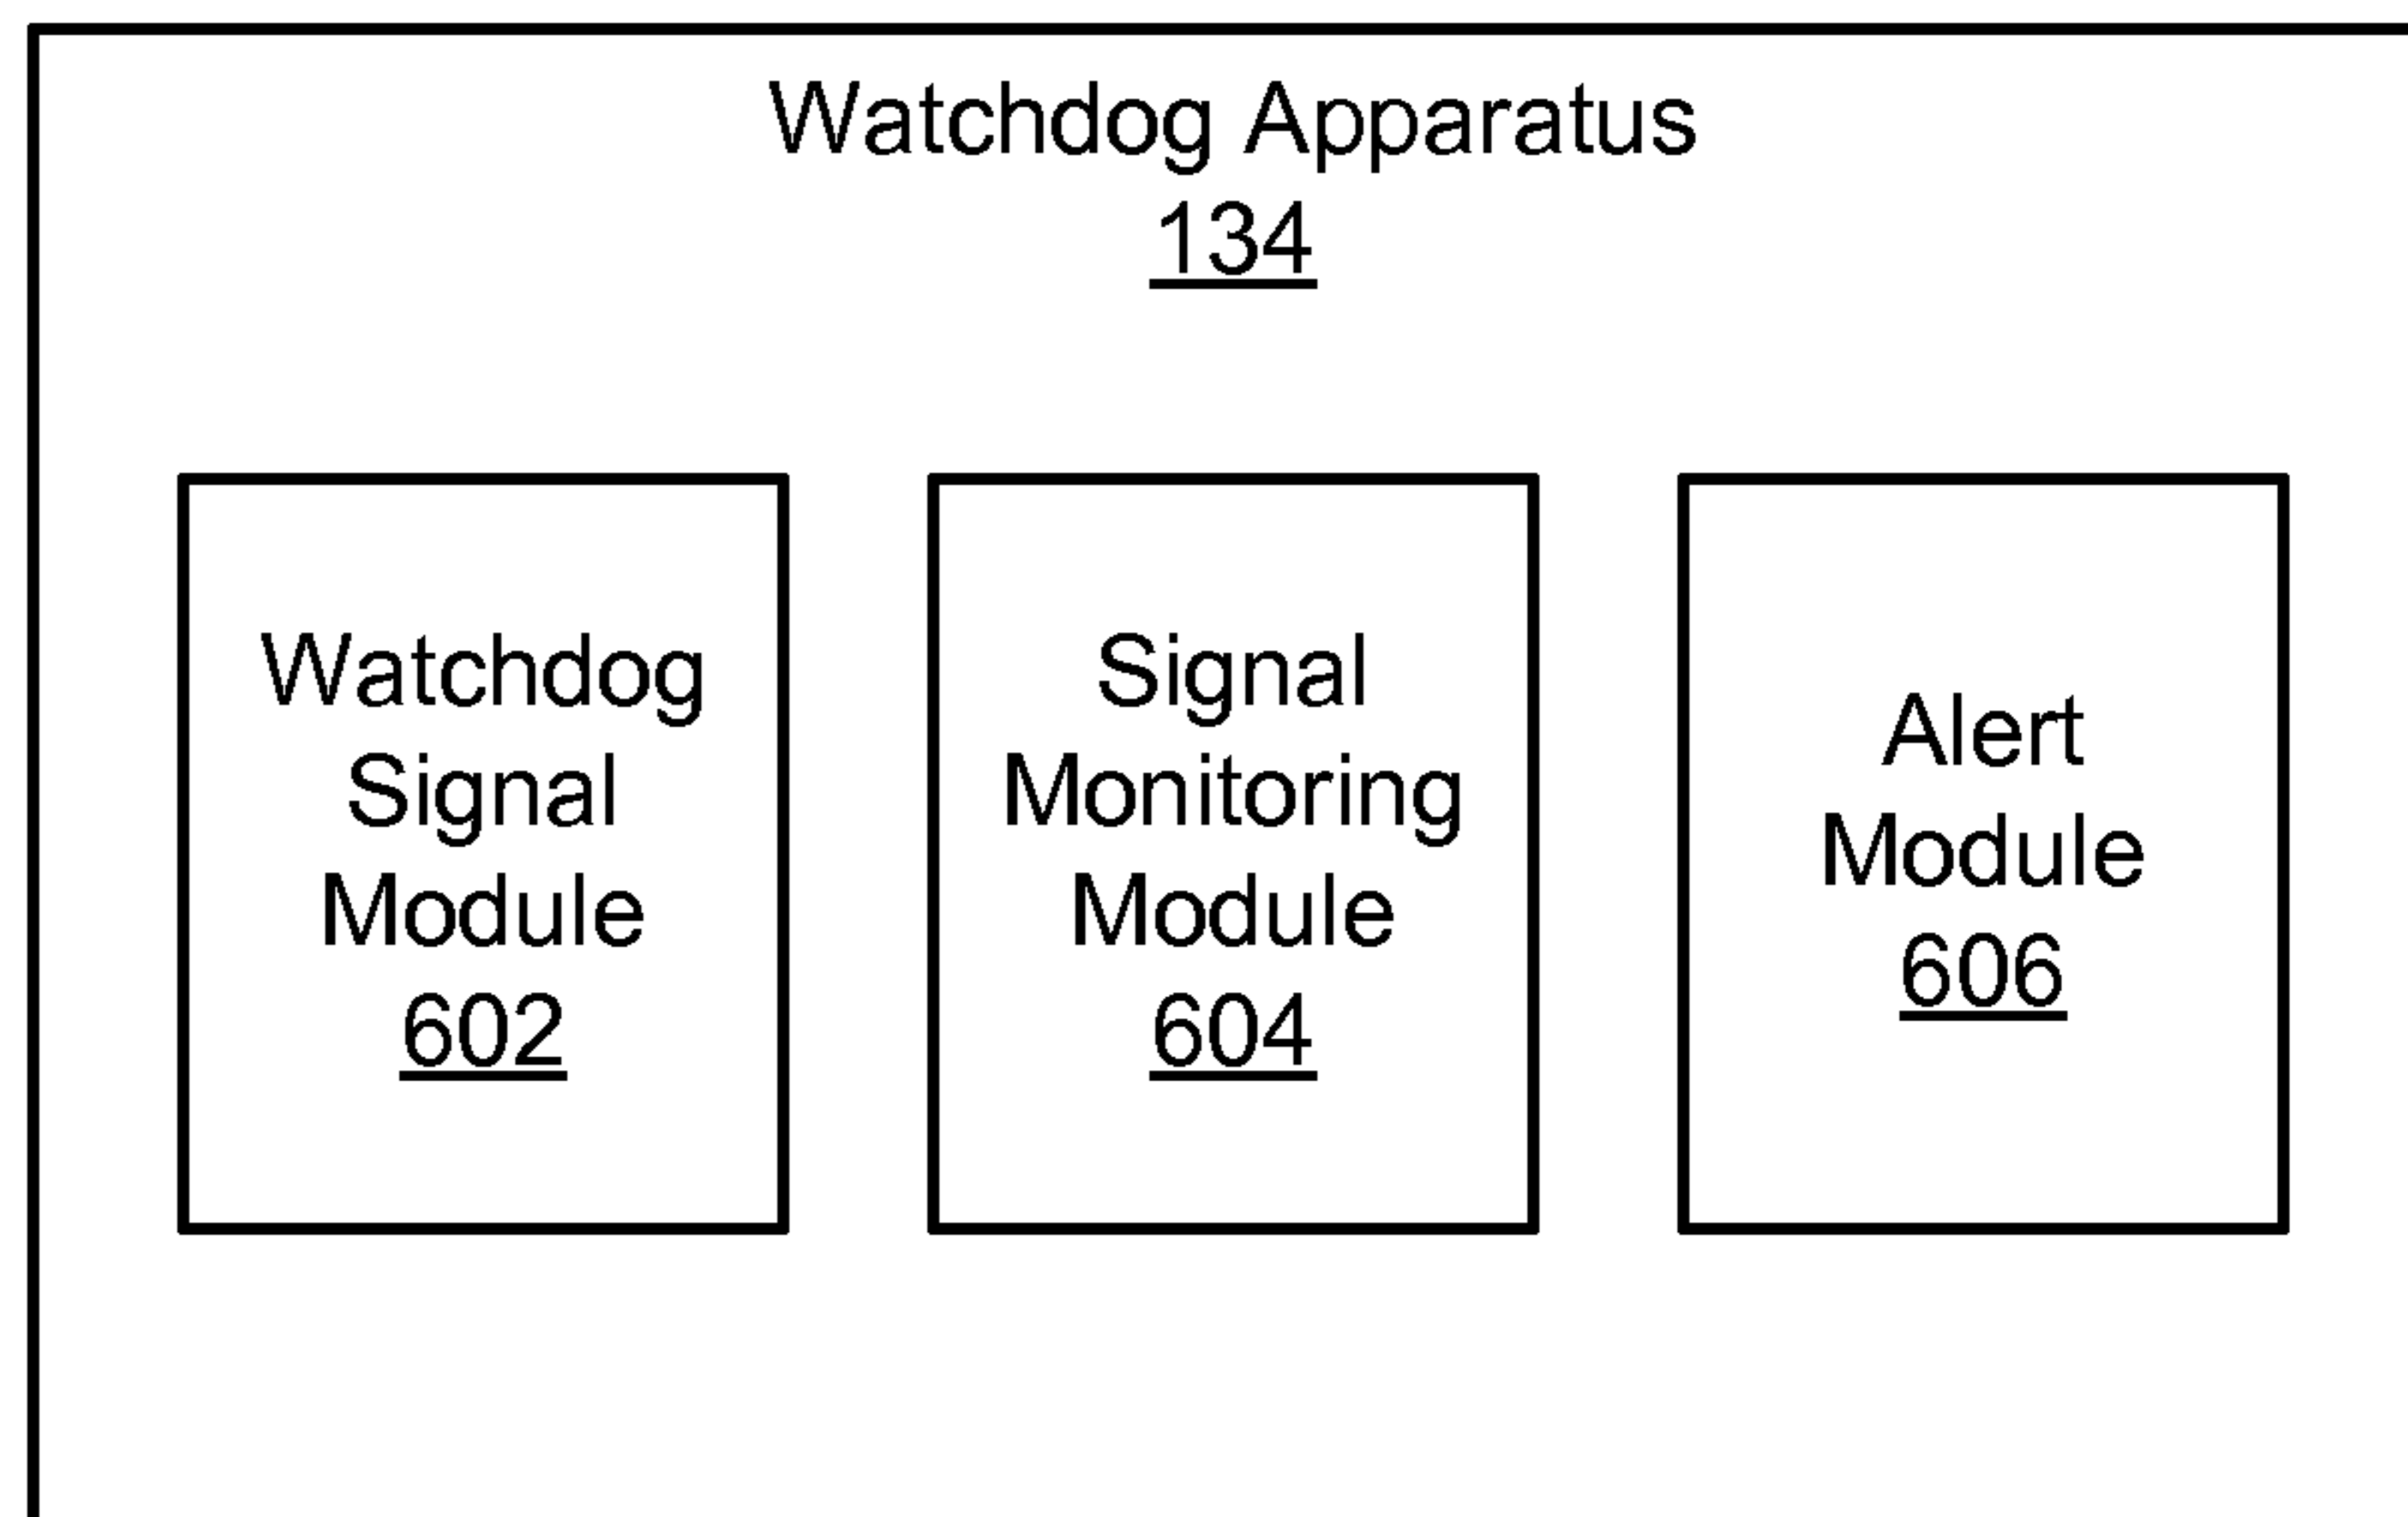 Watchdog Apparatus
134
Watchdog
Signal
Module
602
Signal
Monitoring
Module
604
Alert
Module
606